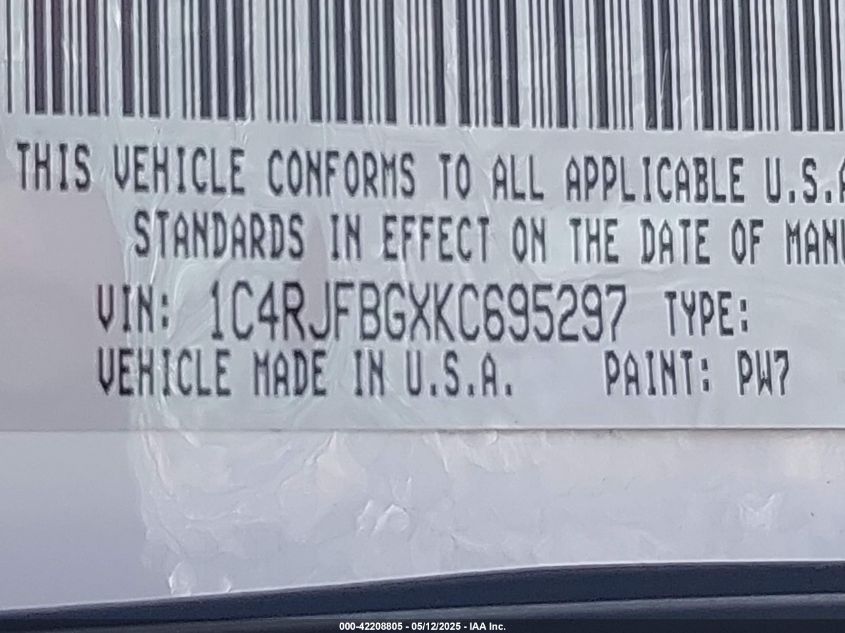 THIS VEHICLE CONFORMS TO ALL APPLICABLE U.S.A
STANDARDS IN EFFECT ON THE DATE OF MANU
VIN: 1C4RJFBGXKC695297 TYPE:
VEHICLE MADE IN U.S.A. PAINT: PW7
000-42208805 - 05/12/2025 - IAA Inc.